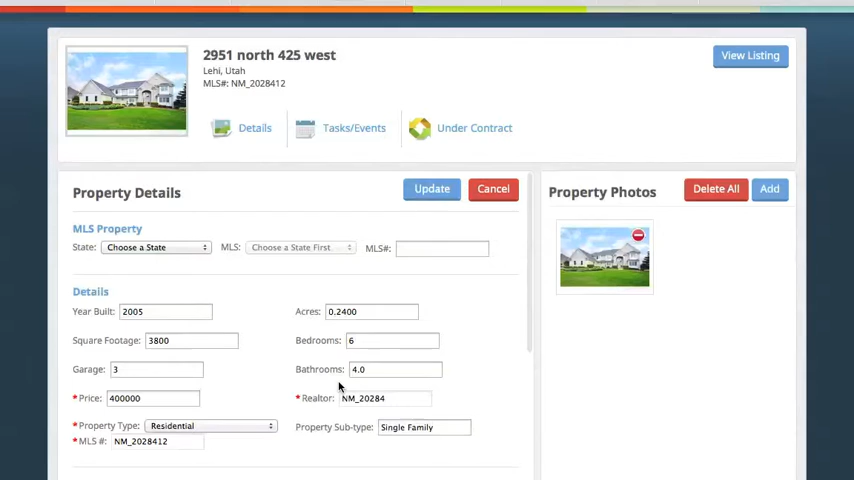 2951 north 425 west
View Listing
Lehi, Utah
MLS#: NM_2028412
Details
Tasks/Events
Under Contract
Property Details
Update
Cancel
Property Photos
Delete All
Add
MLS Property
State: Choose a State MLS: Choose a State First MLS#:
Details
Year Built: 2005 Acres: 0.2400
Square Footage: 3800 Bedrooms: 6
Garage: 3 Bathrooms: 4.0
*Price: 400000 *Realtor: NM_20284
*Property Type: Residential Property Sub-type: Single Family
*MLS #: NM_2028412